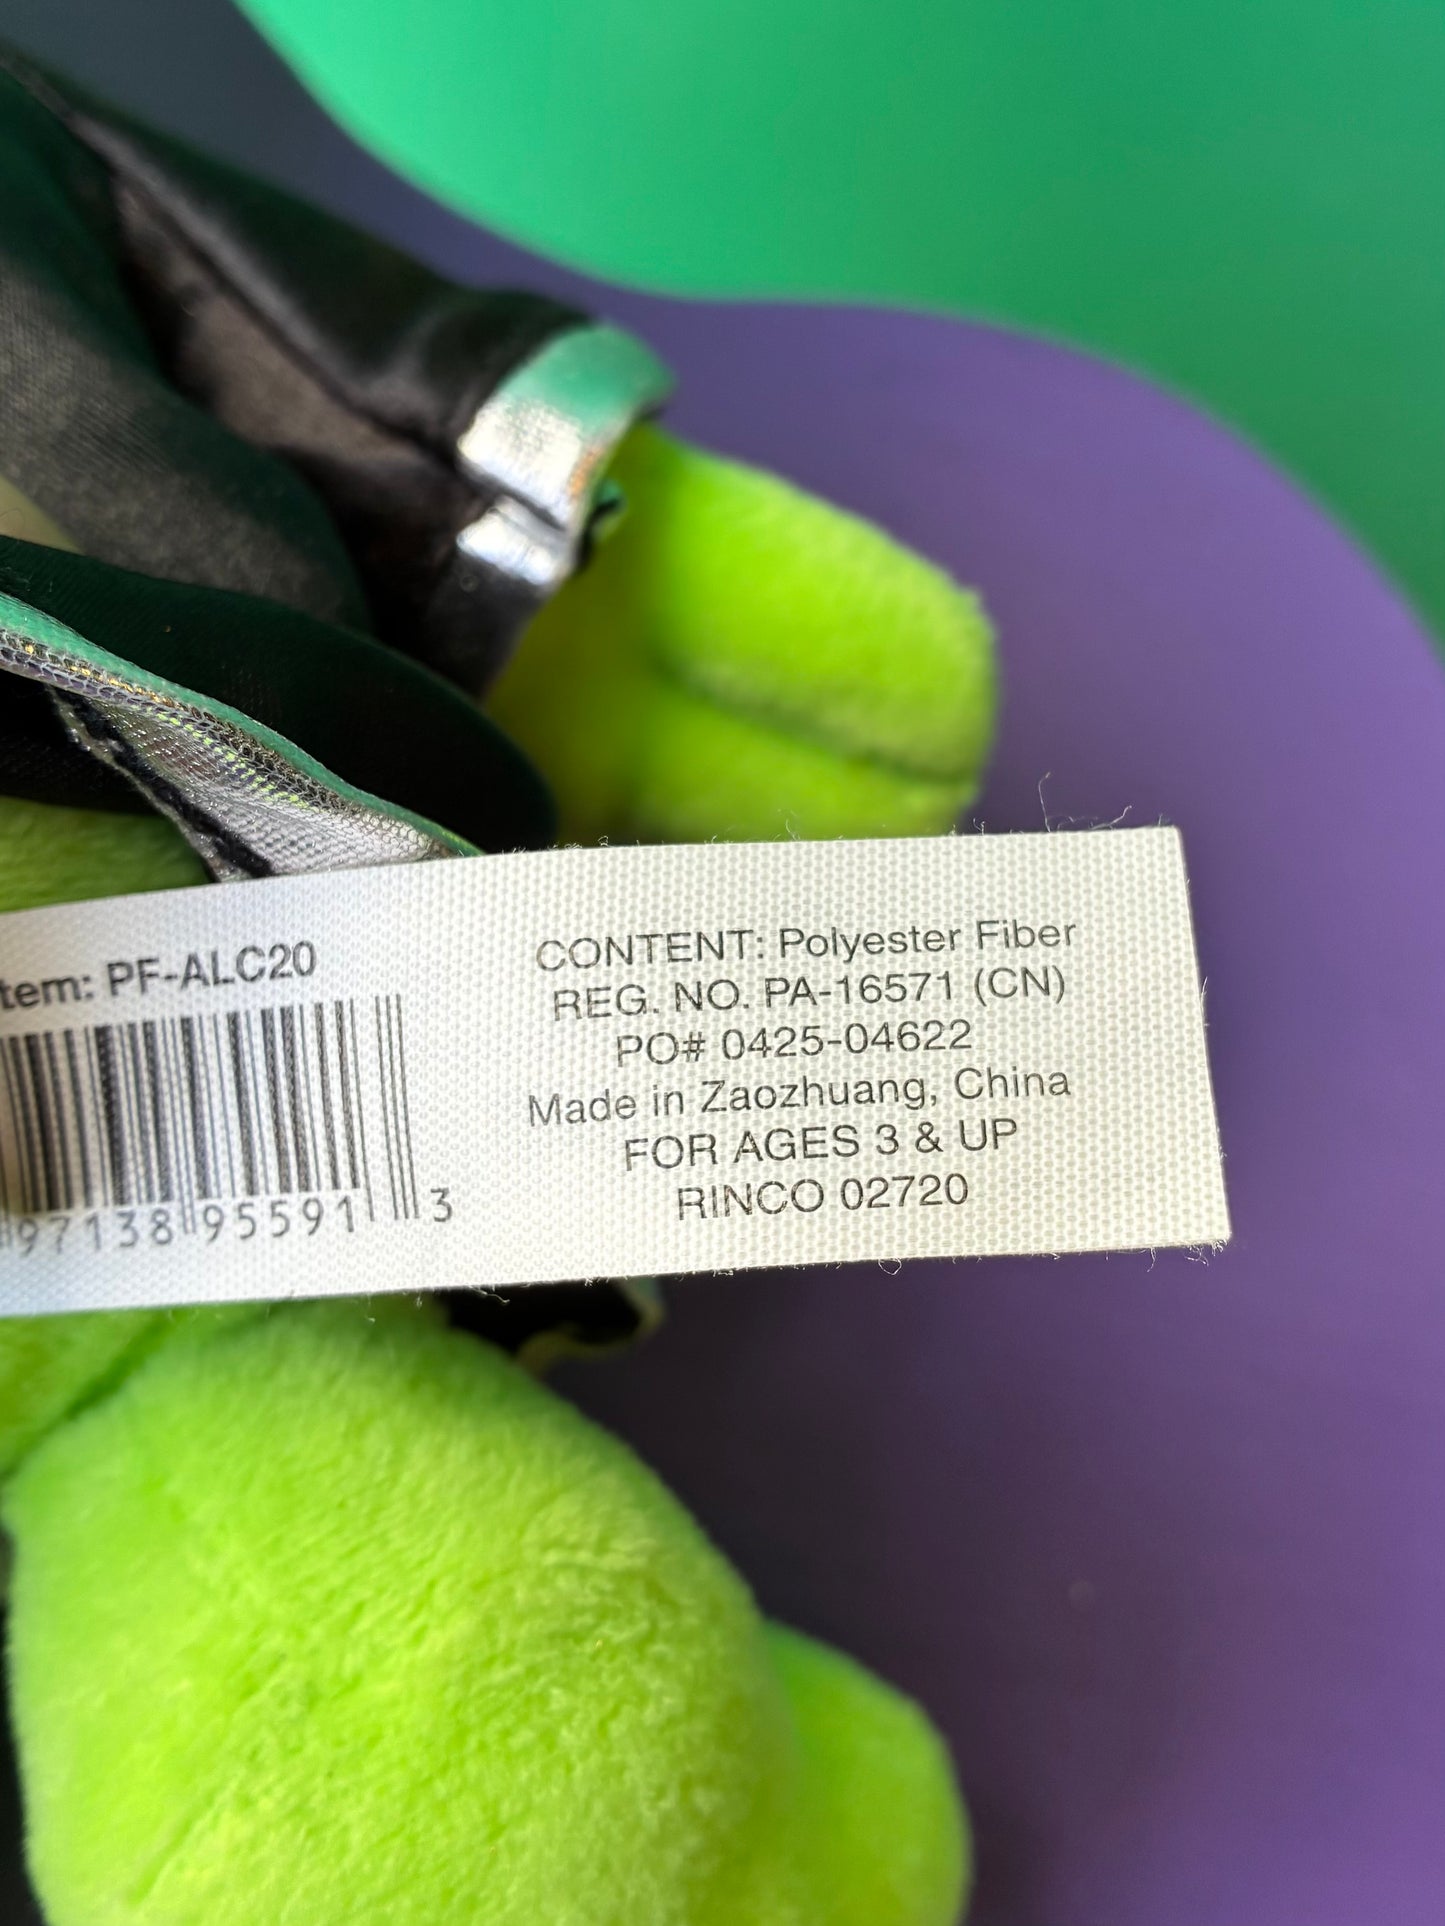 tem: PF-ALC20
97138 95591 3
CONTENT: Polyester Fiber
REG. NO. PA-16571 (CN)
PO# 0425-04622
Made in Zaozhuang, China
FOR AGES 3 & UP
RINCO 02720